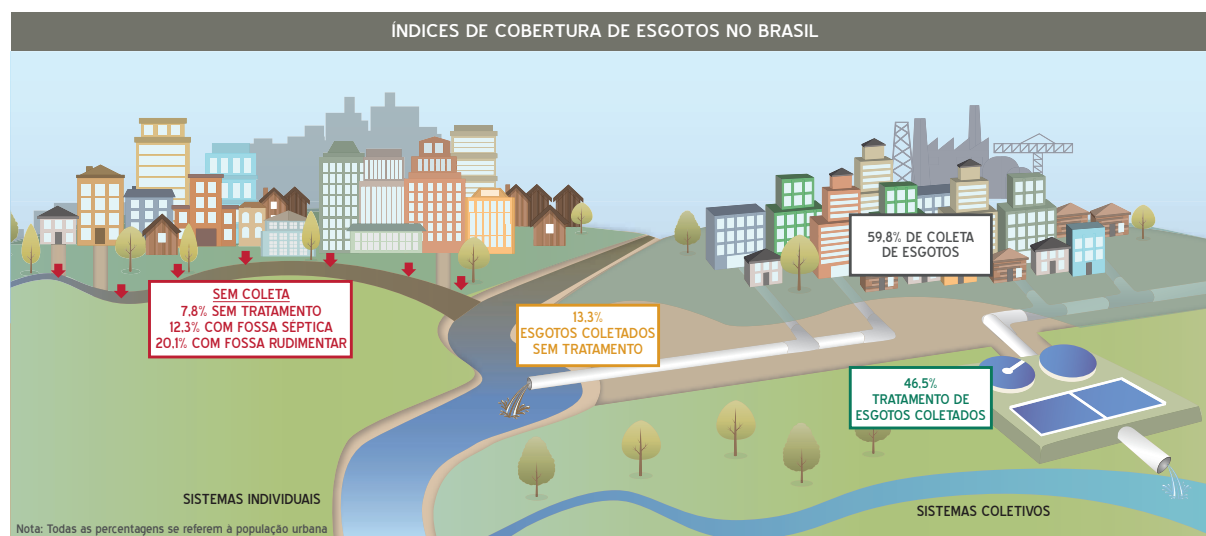 ÍNDICES DE COBERTURA DE ESGOTOS NO BRASIL
59,8% DE COLETA
DE ESGOTOS
SEM COLETA
7.8% SEM TRATAMENTO
12.3% COM FOSSA SÉPTICA
20.1% COM FOSSA RUDIMENTAR
13.3%
ESGOTOS COLETADOS
SEM TRATAMENTO
46.5%
TRATAMENTO DE
ESGOTOS COLETADOS
SISTEMAS INDIVIDUAIS
SISTEMAS COLETIVOS
Nota: Todas as percentagens se referem à população urbana